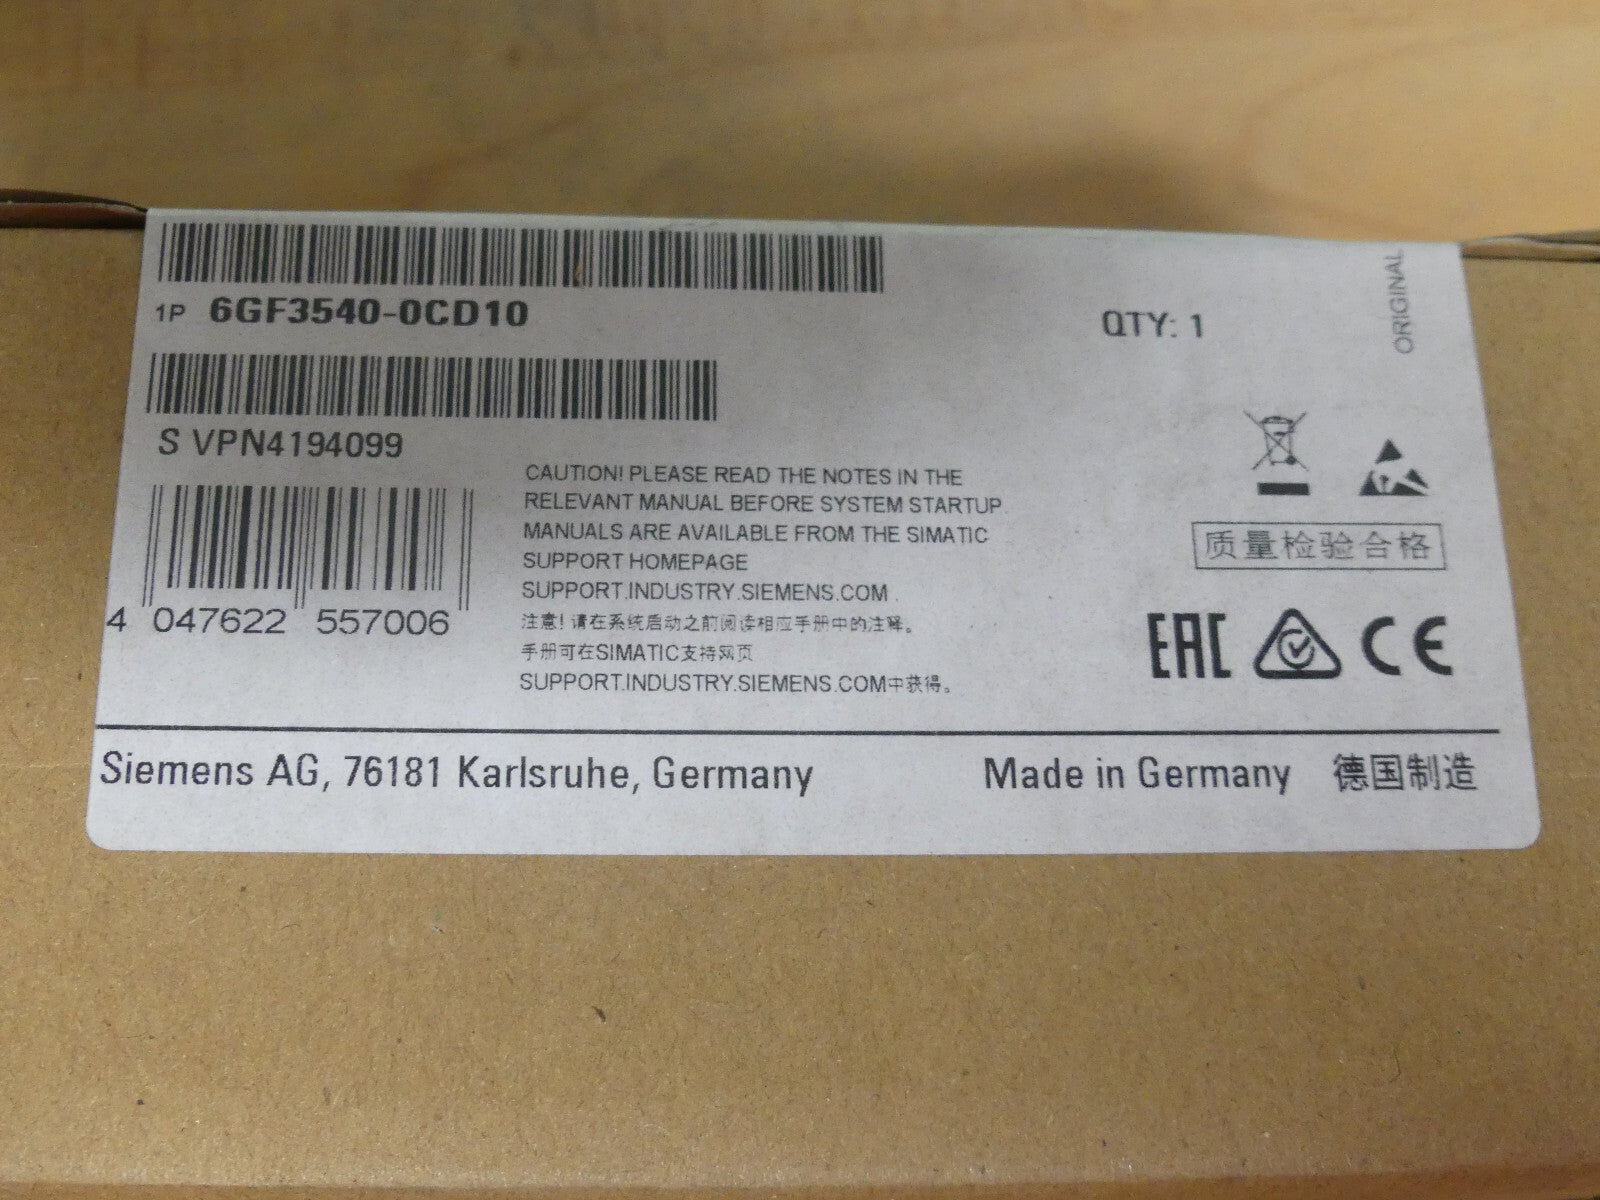 1P 6GF3540-0CD10
QTY: 1
ORIGINAL
S VPN4194099
4 047622 557006
CAUTION! PLEASE READ THE NOTES IN THE
RELEVANT MANUAL BEFORE SYSTEM STARTUP.
MANUALS ARE AVAILABLE FROM THE SIMATIC
SUPPORT HOMEPAGE
SUPPORT.INDUSTRY.SIEMENS.COM.
注意! 请在系统启动之前阅读相应手册中的注释。
手册可在SIMATIC支持网页
SUPPORT.INDUSTRY.SIEMENS.COM中获得。
质量检验合格
EAC
CE
Siemens AG, 76181 Karlsruhe, Germany
Made in Germany 德国制造